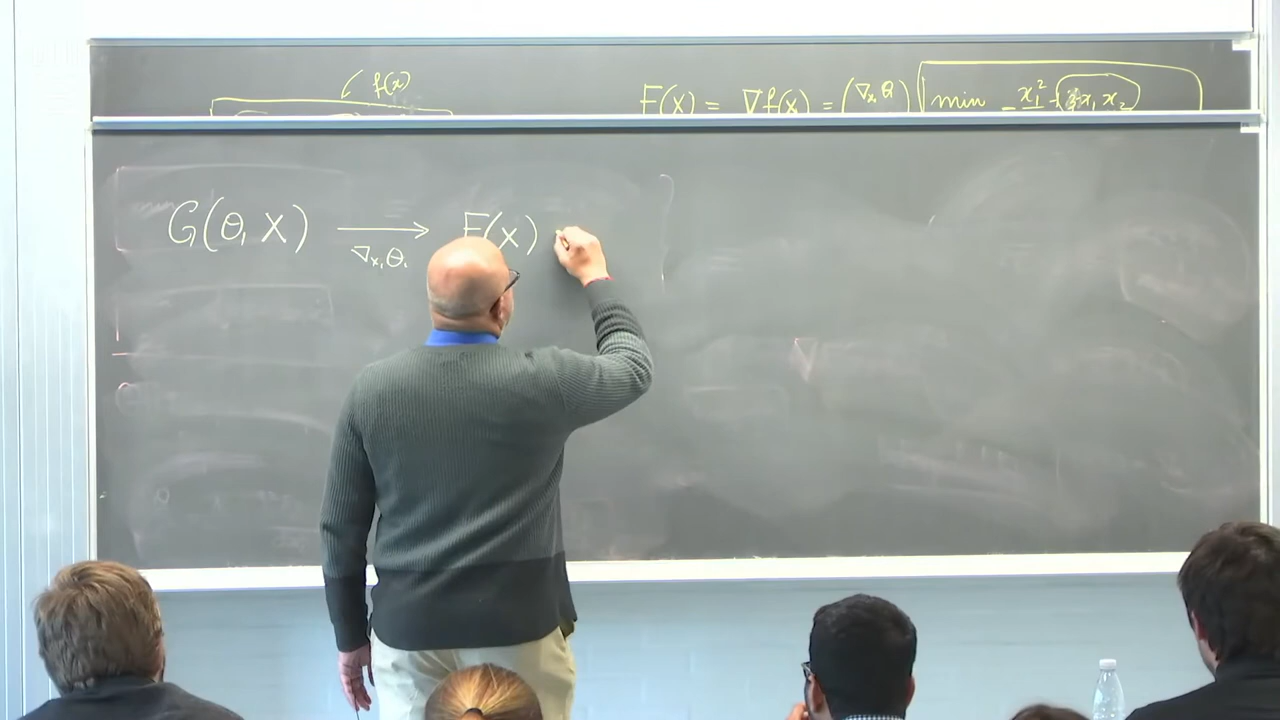 f(x)
F(x) = ∇f(x) = (∇x, θ) min x₁² x₁ x₂
G(θ, X) → F(x)
∇x, θ.